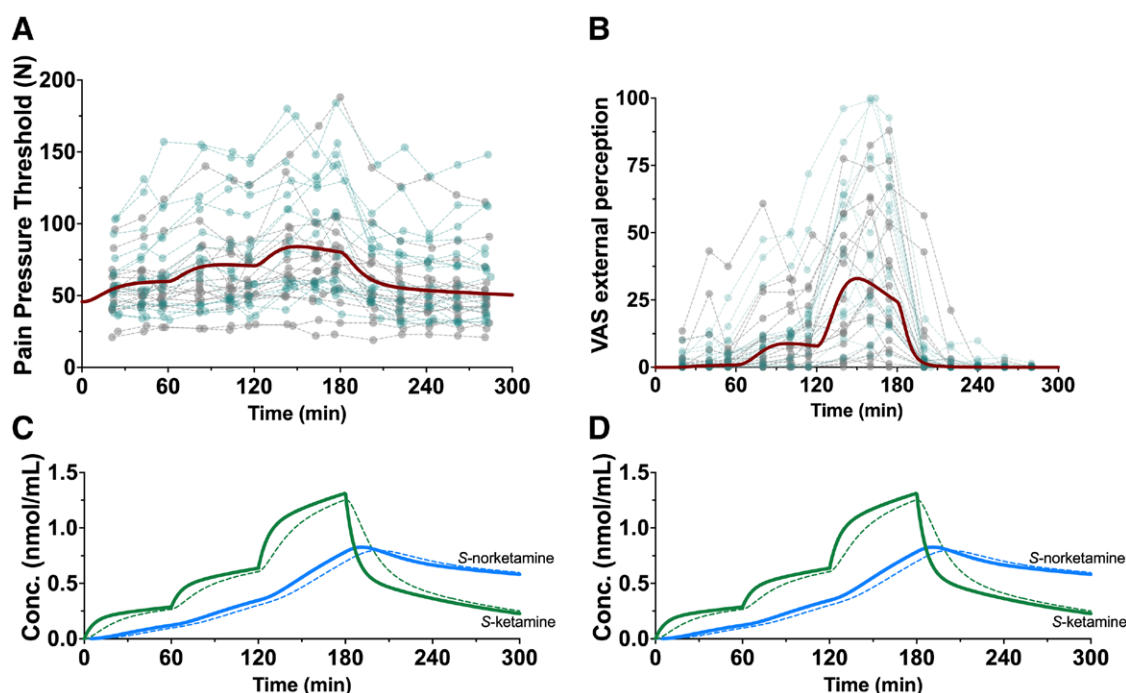 A
B
Pain Pressure Threshold (N)
200
150
100
50
0
0 60 120 180 240 300
Time (min)
VAS external perception
100
75
50
25
0
0 60 120 180 240 300
Time (min)
C
D
Conc. (nmol/mL)
1.5
1.0
0.5
0.0
0 60 120 180 240 300
Time (min)
S-norketamine
S-ketamine
Conc. (nmol/mL)
1.5
1.0
0.5
0.0
0 60 120 180 240 300
Time (min)
S-norketamine
S-ketamine